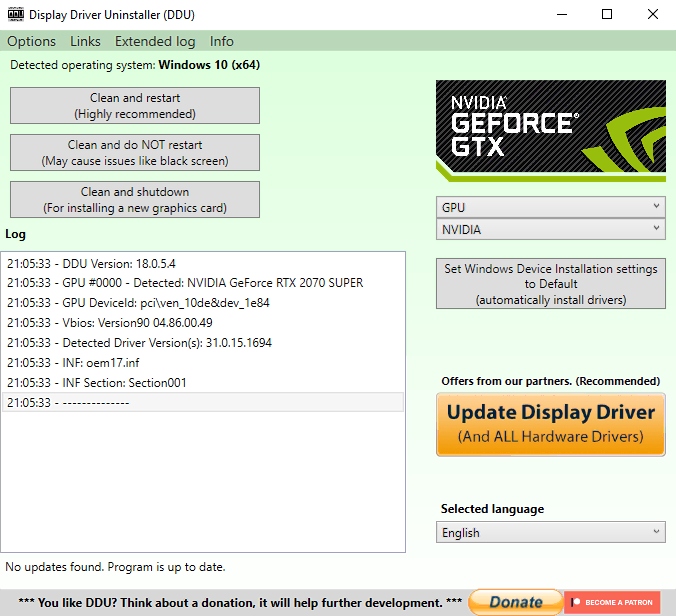 Display Driver Uninstaller (DDU)
Options Links Extended log Info
Detected operating system: Windows 10 (x64)
Clean and restart
(Highly recommended)
Clean and do NOT restart
(May cause issues like black screen)
Clean and shutdown
(For installing a new graphics card)
Log
21:05:33 - DDU Version: 18.0.5.4
21:05:33 - GPU #0000 - Detected: NVIDIA GeForce RTX 2070 SUPER
21:05:33 - GPU DeviceId: pci\ven_10de&dev_1e84
21:05:33 - Vbios: Version90 04.86.00.49
21:05:33 - Detected Driver Version(s): 31.0.15.1694
21:05:33 - INF: oem17.inf
21:05:33 - INF Section: Section001
21:05:33 - --------------
No updates found. Program is up to date.
NVIDIA
GEFORCE®
GTX
GPU
NVIDIA
Set Windows Device Installation settings
to Default
(automatically install drivers)
Offers from our partners. (Recommended)
Update Display Driver
(And ALL Hardware Drivers)
Selected language
English
*** You like DDU? Think about a donation, it will help further development. ***
Donate
BECOME A PATRON